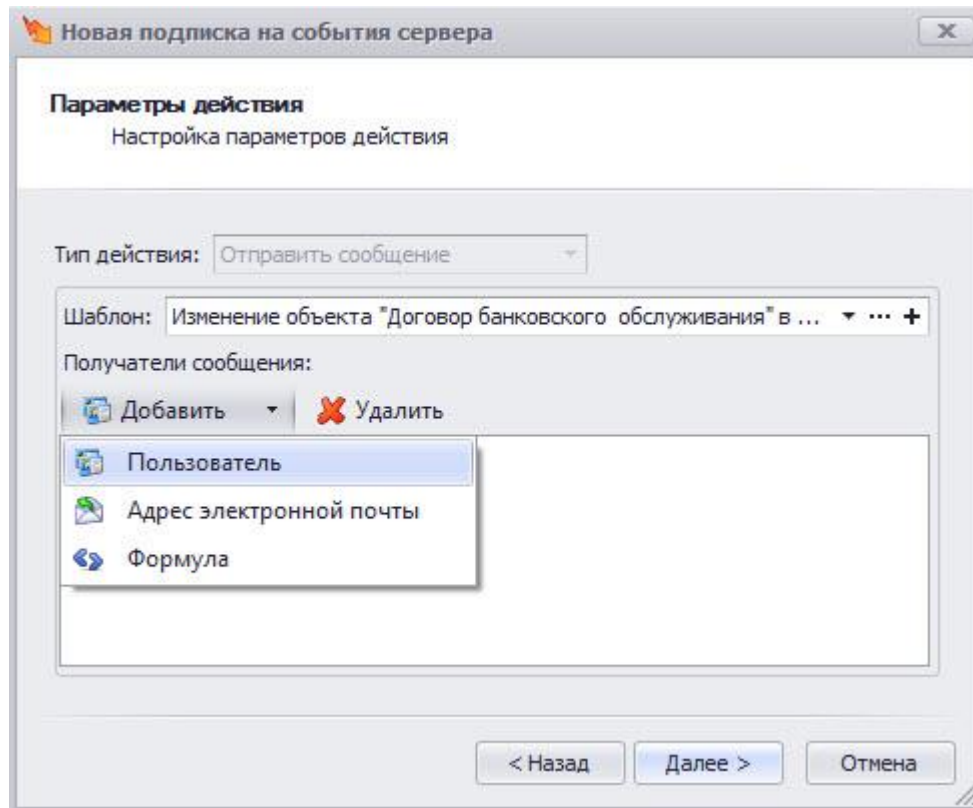 Новая подписка на события сервера
Параметры действия
Настройка параметров действия
Тип действия: Отправить сообщение
Шаблон: Изменение объекта "Договор банковского обслуживания" в ...
Получатели сообщения:
Добавить Удалить
Пользователь
Адрес электронной почты
Формула
< Назад Далее > Отмена